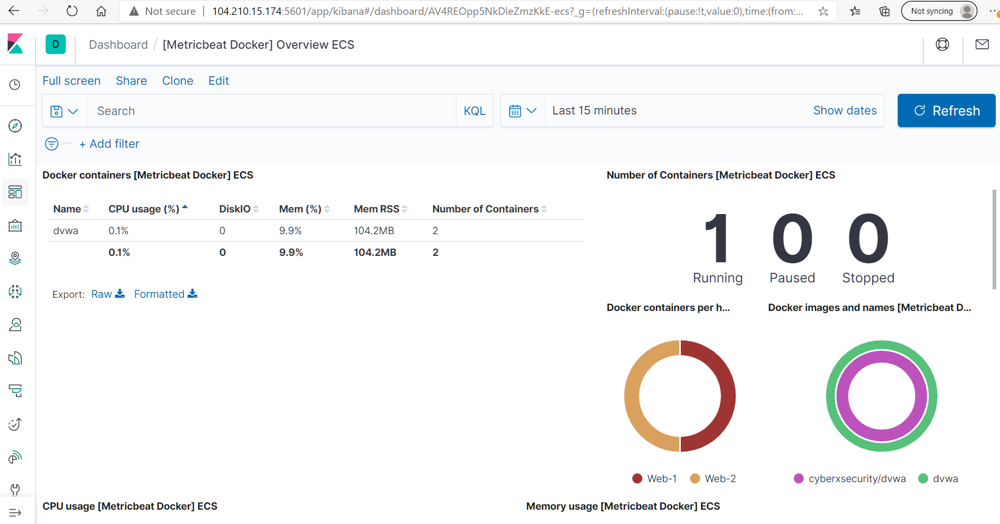 Not secure | 104.210.15.174:5601/app/kibana#/dashboard/AV4REOpp5NkDleZmzKkE-ecs?_g=(refreshInterval:(pause:!t,value:0),time:(from:...
Not syncing
D
Dashboard / [Metricbeat Docker] Overview ECS
Full screen Share Clone Edit
Search KQL
Last 15 minutes Show dates
Refresh
+ Add filter
Docker containers [Metricbeat Docker] ECS
Name CPU usage (%) DiskIO Mem (%) Mem RSS Number of Containers
dvwa 0.1% 0 9.9% 104.2MB 2
0.1% 0 9.9% 104.2MB 2
Export: Raw Formatted
Number of Containers [Metricbeat Docker] ECS
1 0 0
Running Paused Stopped
Docker containers per h...
Web-1 Web-2
Docker images and names [Metricbeat D...
cyberxsecurity/dvwa dvwa
CPU usage [Metricbeat Docker] ECS
Memory usage [Metricbeat Docker] ECS